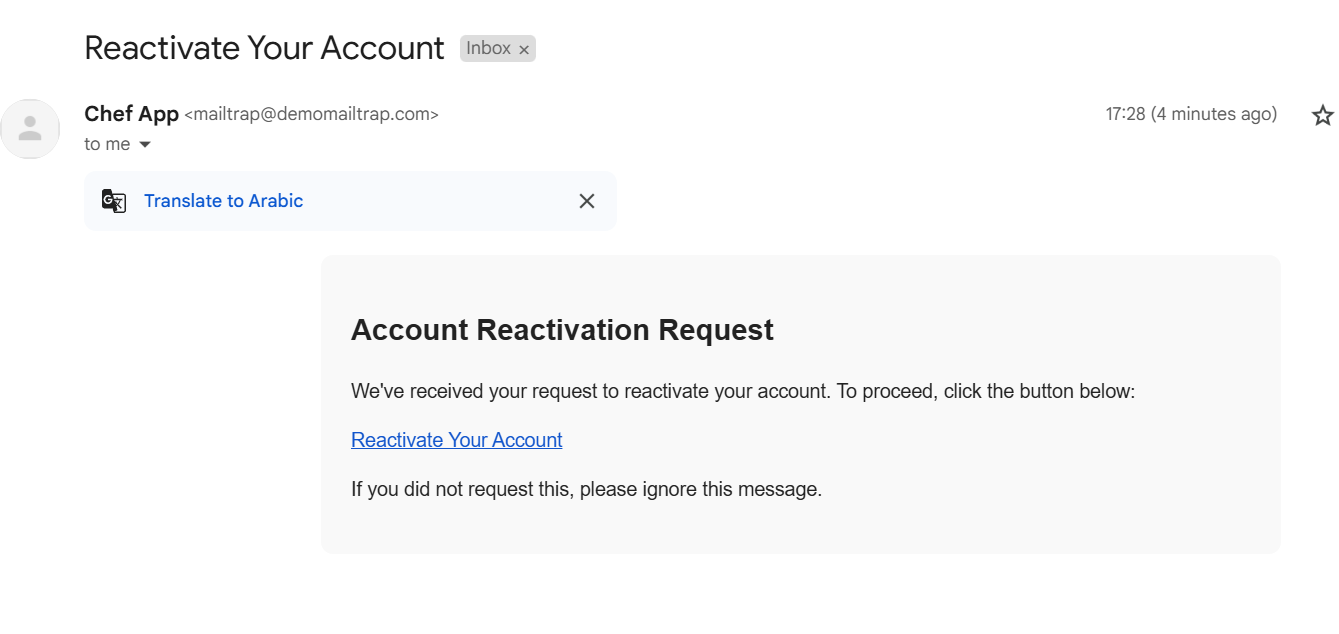 Reactivate Your Account Inbox ×
Chef App <mailtrap@demomailtrap.com> 17:28 (4 minutes ago)
to me
Translate to Arabic
Account Reactivation Request
We've received your request to reactivate your account. To proceed, click the button below:
Reactivate Your Account
If you did not request this, please ignore this message.